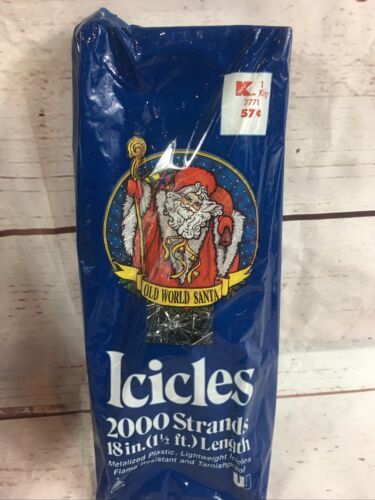 K 1
Key
7771
57¢
OLD WORLD SANTA
Icicles
2000 Strands
18 in. (1½ ft.) Length
Metalized Plastic, Lightweight Icicles
Flame Resistant and Tarnishproof